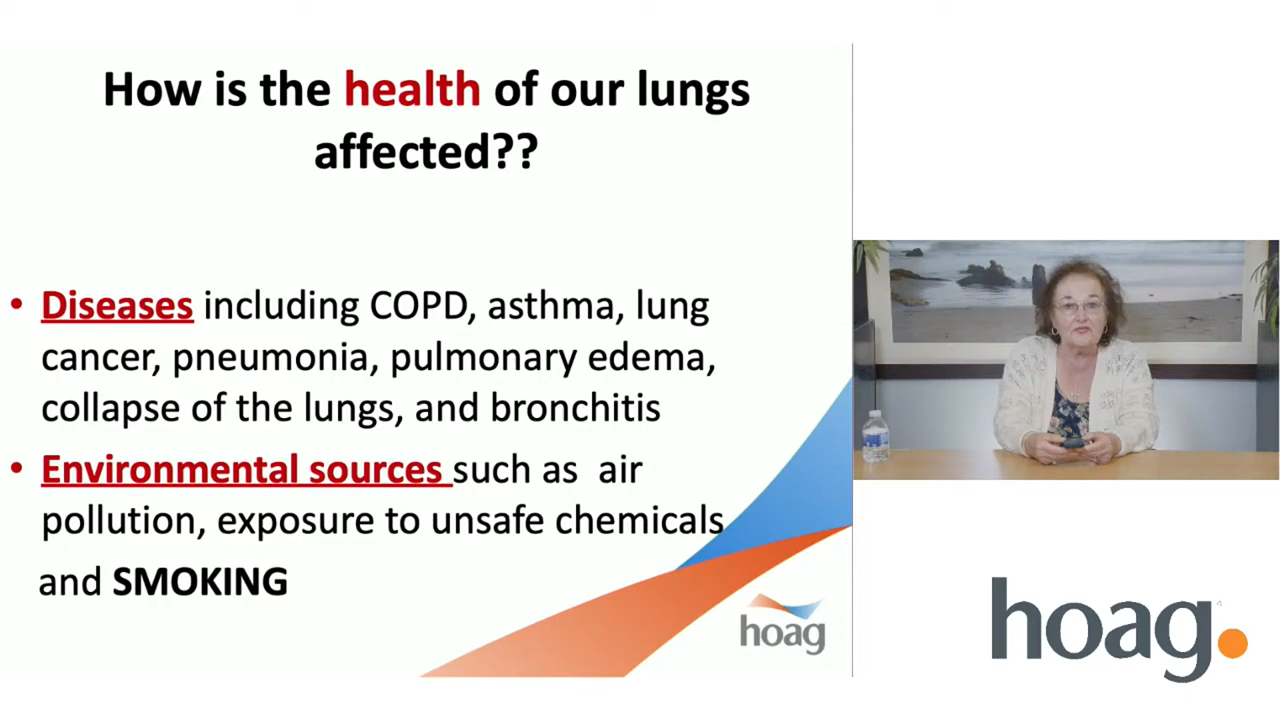 How is the health of our lungs
affected??
• Diseases including COPD, asthma, lung
cancer, pneumonia, pulmonary edema,
collapse of the lungs, and bronchitis
• Environmental sources such as air
pollution, exposure to unsafe chemicals
and SMOKING
hoag
hoag.